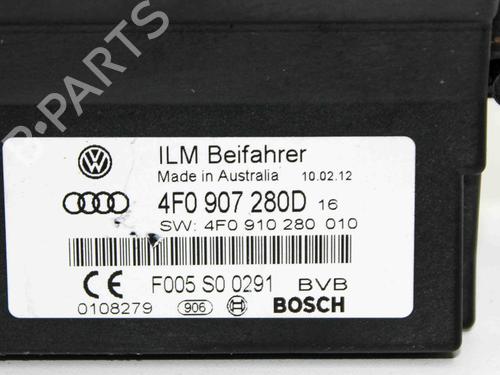 B-PARTS
ILM Beifahrer
Made in Australia 10.02.12
4F0 907 280D 16
SW: 4F0 910 280 010
CE F005 S0 0291 BVB
0108279 906 BOSCH